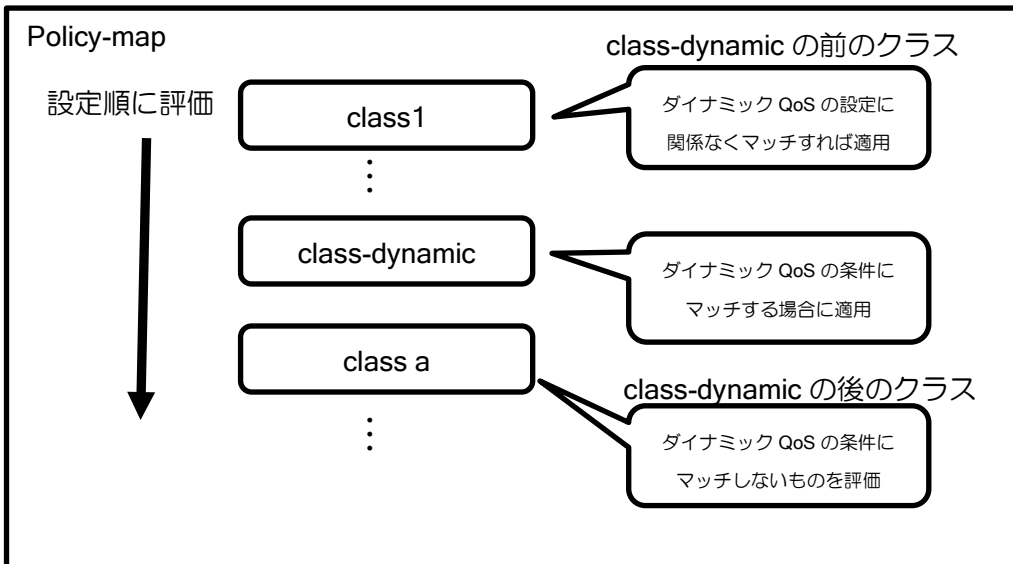 Policy-map
class-dynamic の前のクラス
設定順に評価
class1
ダイナミック QoS の設定に
関係なくマッチすれば適用
class-dynamic
ダイナミック QoS の条件に
マッチする場合に適用
class a
class-dynamic の後のクラス
ダイナミック QoS の条件に
マッチしないものを評価